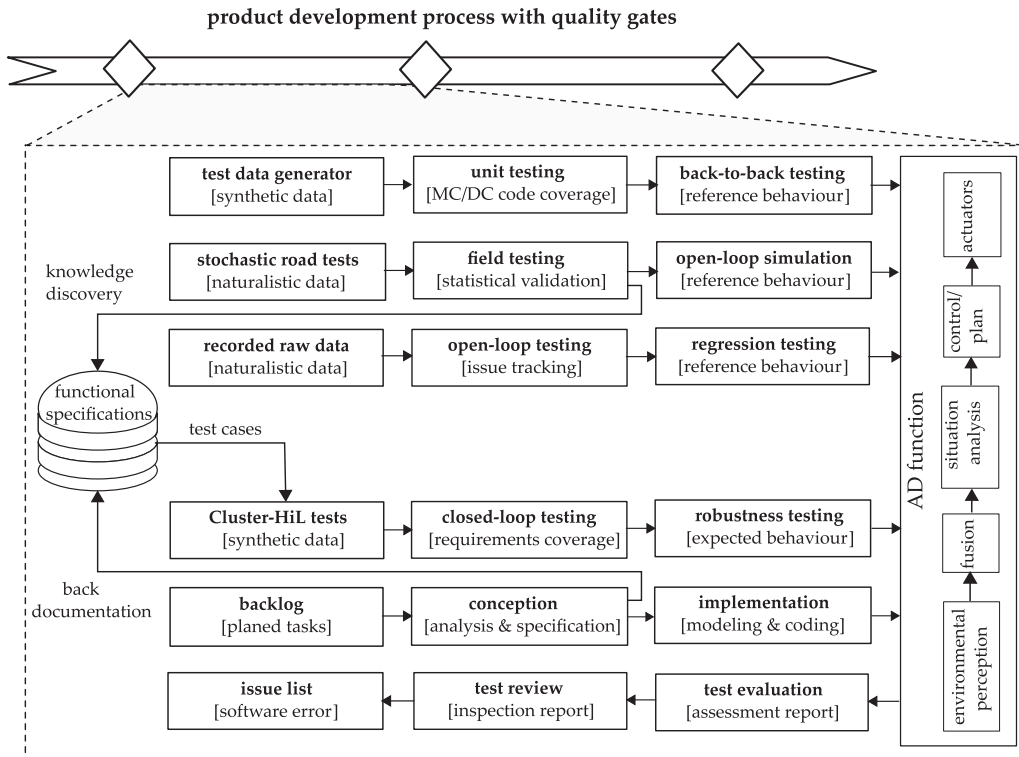 product development process with quality gates
test data generator
[synthetic data]
unit testing
[MC/DC code coverage]
back-to-back testing
[reference behaviour]
stochastic road tests
[naturalistic data]
field testing
[statistical validation]
open-loop simulation
[reference behaviour]
knowledge
discovery
recorded raw data
[naturalistic data]
open-loop testing
[issue tracking]
regression testing
[reference behaviour]
functional
specifications
test cases
Cluster-HiL tests
[synthetic data]
closed-loop testing
[requirements coverage]
robustness testing
[expected behaviour]
back
documentation
backlog
[planed tasks]
conception
[analysis & specification]
implementation
[modeling & coding]
issue list
[software error]
test review
[inspection report]
test evaluation
[assessment report]
AD function
actuators
control/
plan
situation
analysis
fusion
environmental
perception